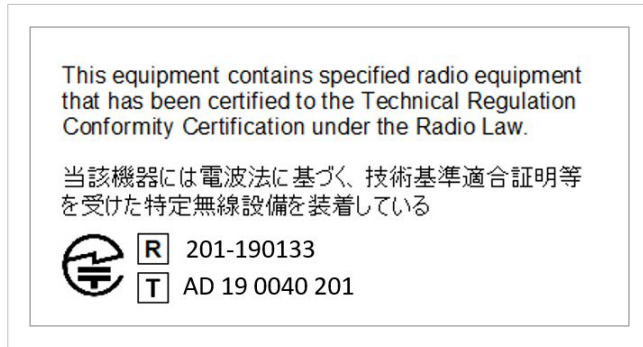 This equipment contains specified radio equipment
that has been certified to the Technical Regulation
Conformity Certification under the Radio Law.
当該機器には電波法に基づく、技術基準適合証明等
を受けた特定無線設備を装着している
R 201-190133
T AD 19 0040 201